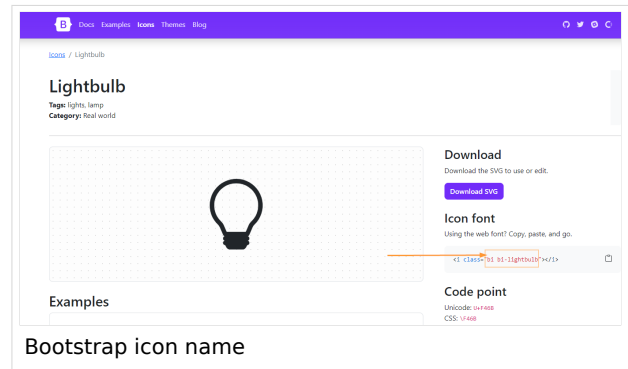 B Docs Examples Icons Themes Blog
Icons / Lightbulb
Lightbulb
Tags: lights, lamp
Category: Real world
Download
Download the SVG to use or edit.
Download SVG
Icon font
Using the web font? Copy, paste, and go.
<i class="bi bi-lightbulb"></i>
Examples
Code point
Unicode: U+F46B
CSS: \F46B
Bootstrap icon name